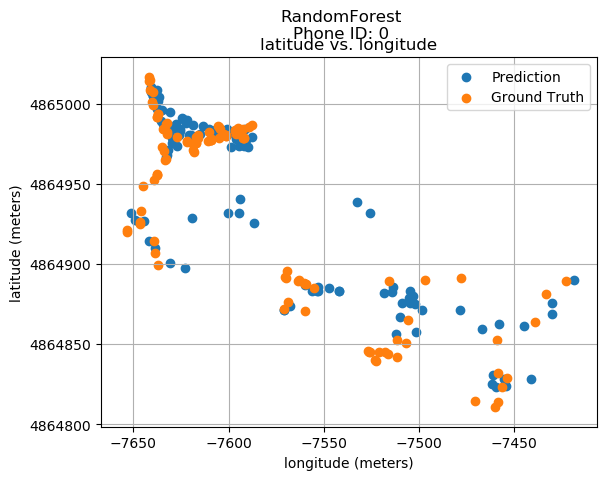 RandomForest
Phone ID: 0
latitude vs. longitude
Prediction
Ground Truth
4865000
4864950
4864900
4864850
4864800
latitude (meters)
−7650
−7600
−7550
−7500
−7450
longitude (meters)